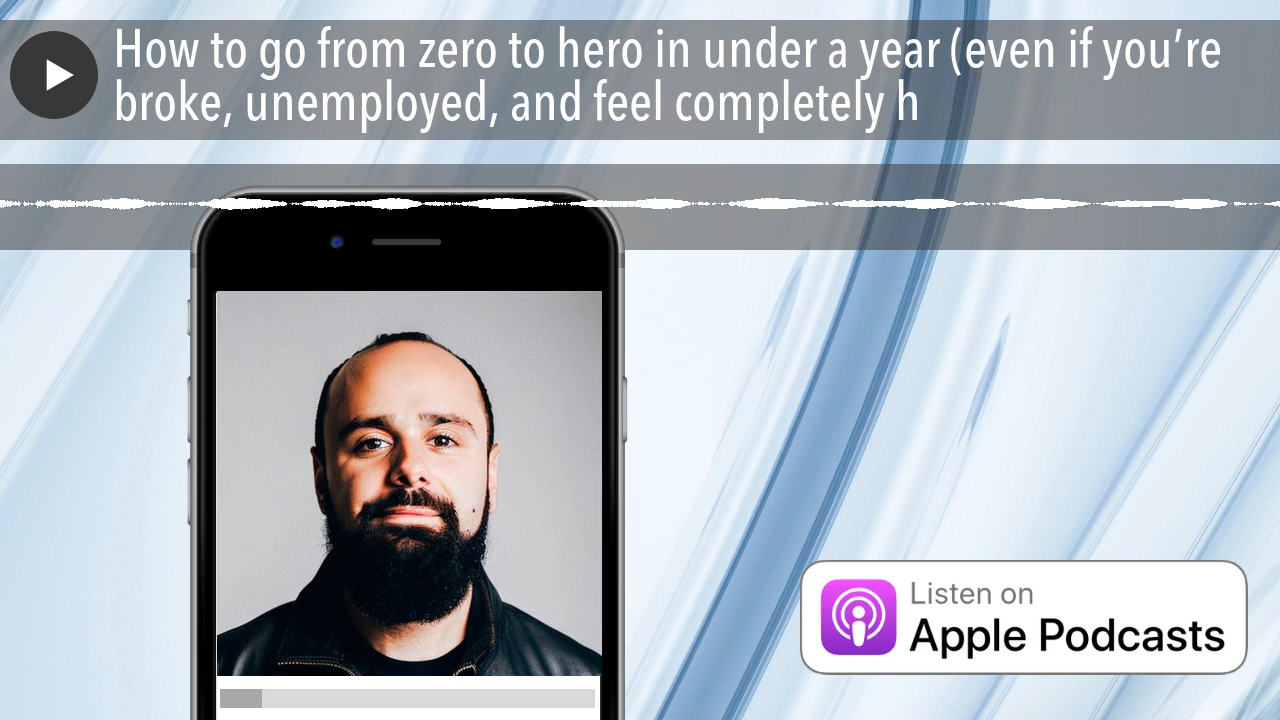 How to go from zero to hero in under a year (even if you’re
broke, unemployed, and feel completely h
Listen on
Apple Podcasts